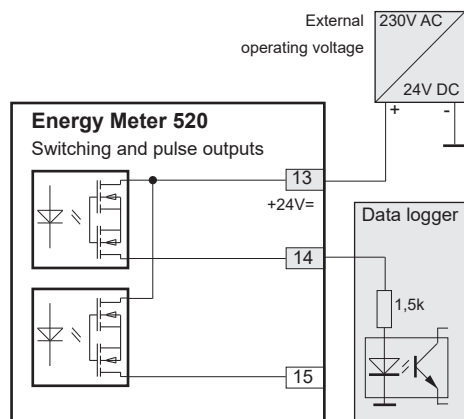 External
operating voltage
230V AC
24V DC
+
-
Energy Meter 520
Switching and pulse outputs
13
+24V=
Data logger
14
1,5k
15